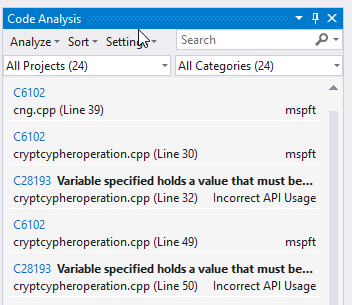 Code Analysis
Analyze Sort Settings Search
All Projects (24) All Categories (24)
C6102
cng.cpp (Line 39) mspft
C6102
cryptcypheroperation.cpp (Line 30) mspft
C28193 Variable specified holds a value that must be...
cryptcypheroperation.cpp (Line 32) Incorrect API Usage
C6102
cryptcypheroperation.cpp (Line 49) mspft
C28193 Variable specified holds a value that must be...
cryptcypheroperation.cpp (Line 50) Incorrect API Usage